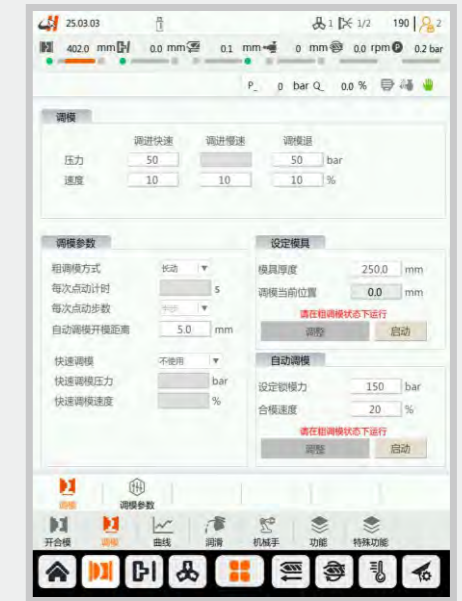 25.03.03 1 1/2 190 2
402.0 mm 0.0 mm 0.1 mm 0 mm 0.0 rpm 0.2 bar
P_ 0 bar Q_ 0.0 %
调模
调进快速 调进慢速 调模退
压力 50 50 bar
速度 10 10 10 %
调模参数
粗调模方式 长动
每次点动计时 s
每次点动步数
自动调模开模距离 5.0 mm
快速调模 不使用
快速调模压力 bar
快速调模速度 %
设定模具
模具厚度 250.0 mm
调模当前位置 0.0 mm
请在粗调模状态下运行
调整 启动
自动调模
设定锁模力 150 bar
合模速度 20 %
请在粗调模状态下运行
调整 启动
调模 调模参数
开合模 调模 曲线 润滑 机械手 功能 特殊功能